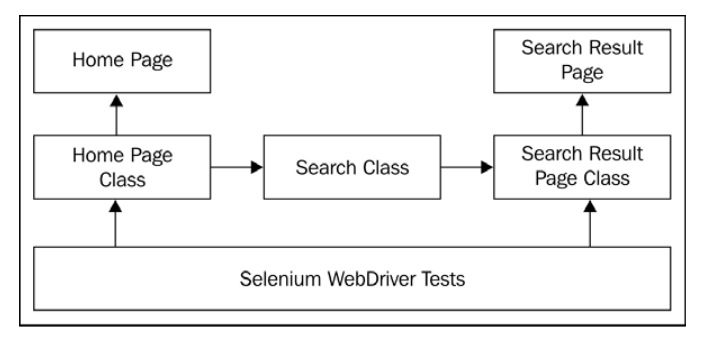 Home Page
Search Result
Page
Home Page
Class
Search Class
Search Result
Page Class
Selenium WebDriver Tests